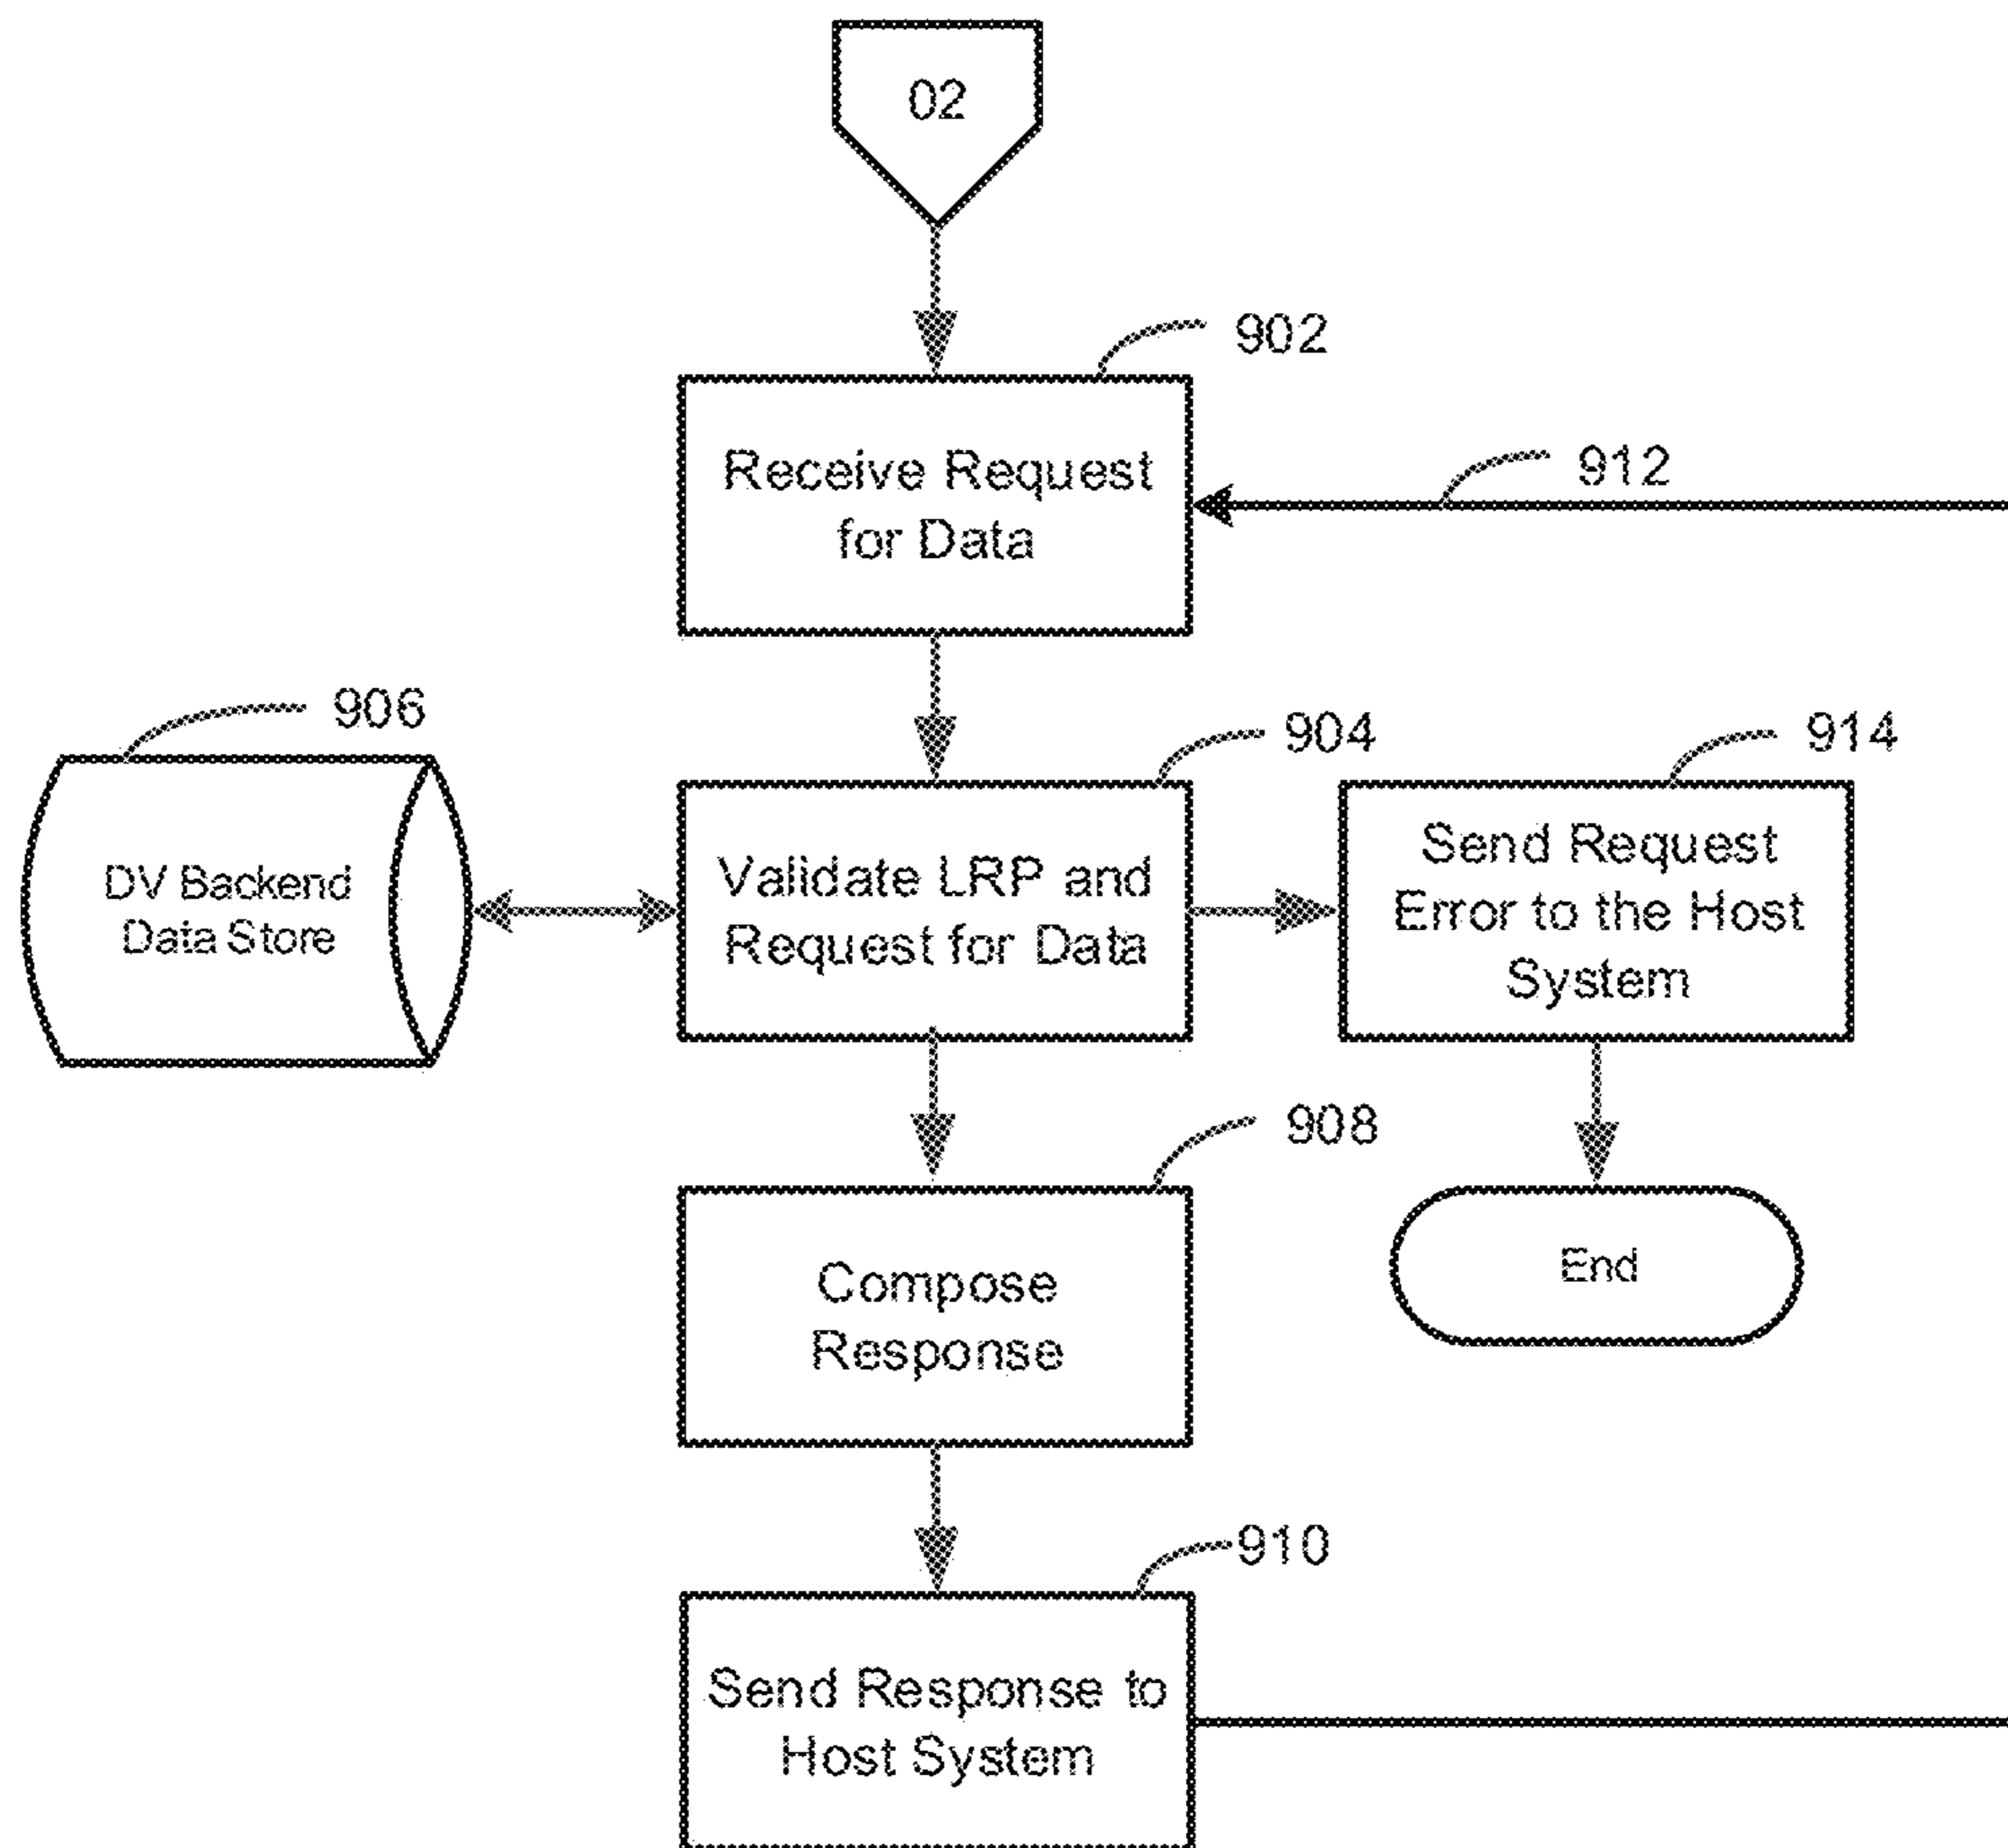 02
902
Receive Request
for Data
912
906
904
914
DV Backend
Data Store
Validate LRP and
Request for Data
Send Request
Error to the Host
System
908
Compose
Response
End
910
Send Response to
Host System